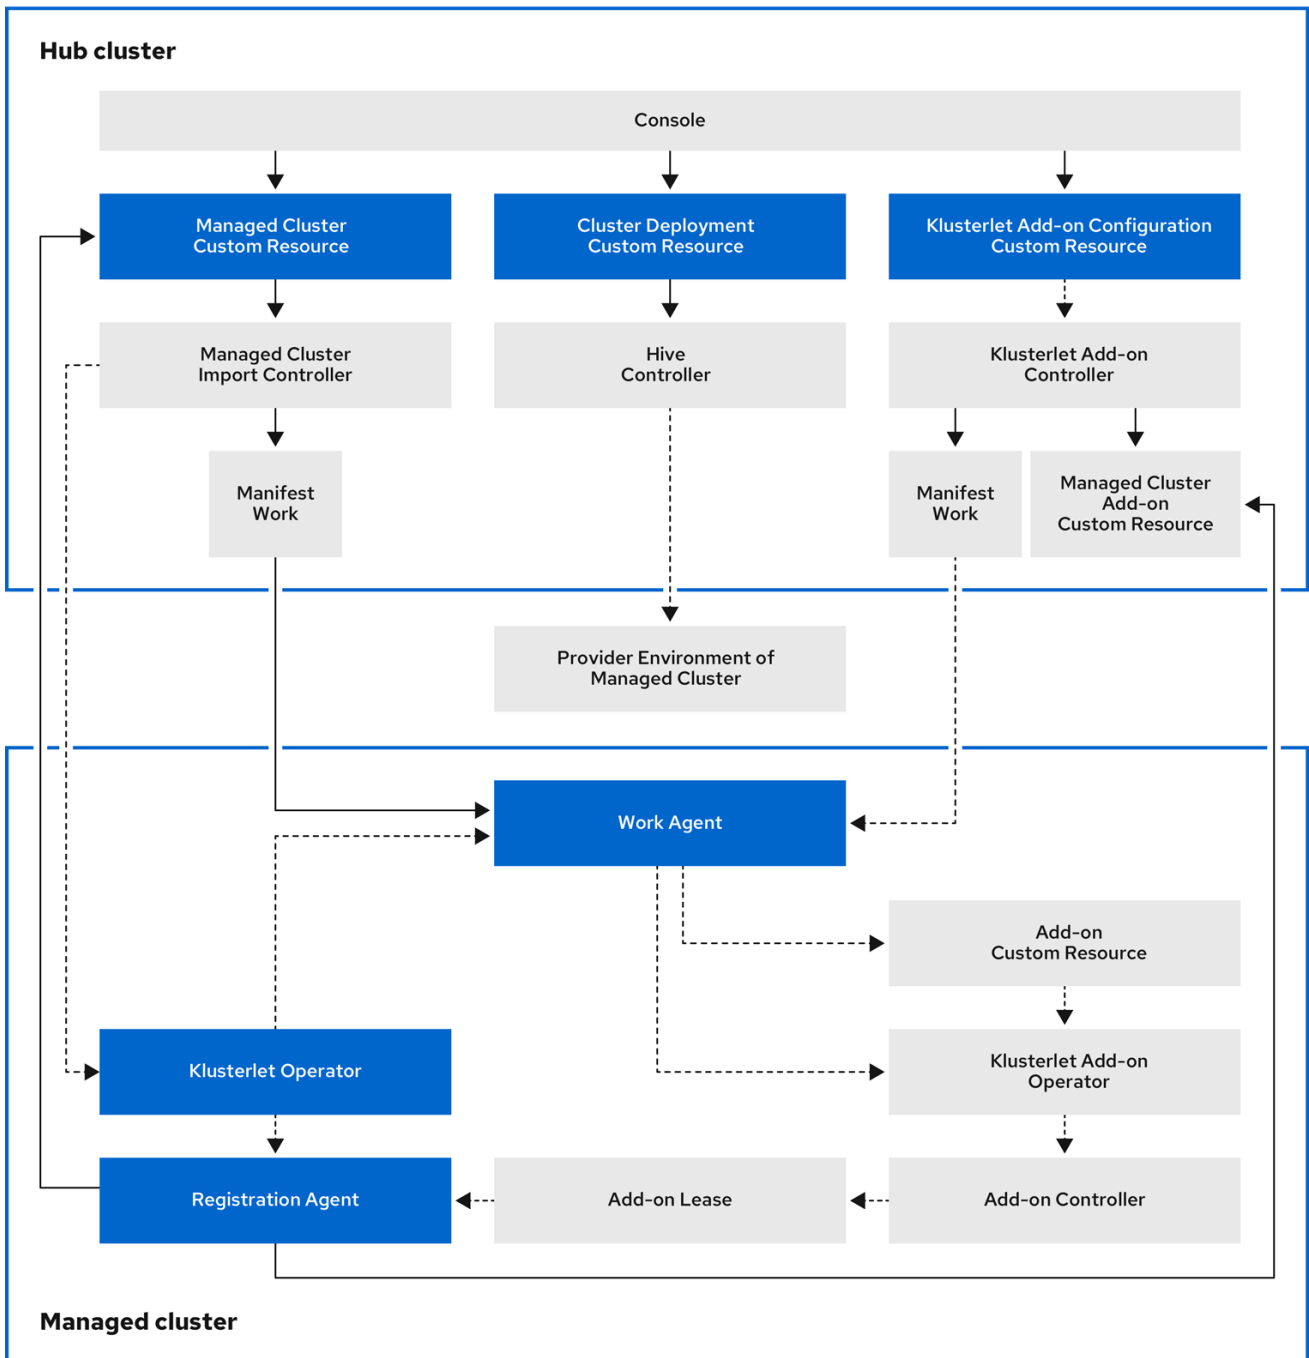 Hub cluster
Console
Managed Cluster
Custom Resource
Cluster Deployment
Custom Resource
Klusterlet Add-on Configuration
Custom Resource
Managed Cluster
Import Controller
Hive
Controller
Klusterlet Add-on
Controller
Manifest
Work
Manifest
Work
Managed Cluster
Add-on
Custom Resource
Provider Environment of
Managed Cluster
Work Agent
Add-on
Custom Resource
Klusterlet Operator
Klusterlet Add-on
Operator
Registration Agent
Add-on Lease
Add-on Controller
Managed cluster